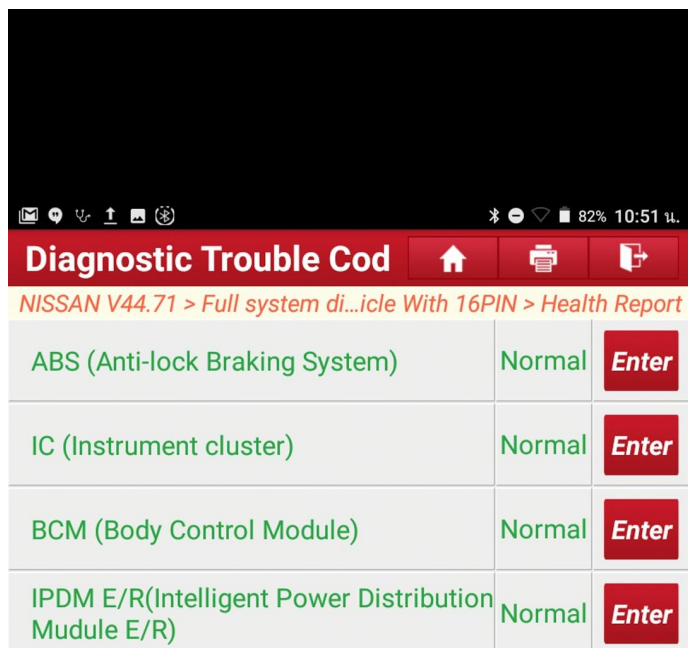 82% 10:51 น.
Diagnostic Trouble Cod
NISSAN V44.71 > Full system di...icle With 16PIN > Health Report
ABS (Anti-lock Braking System) Normal Enter
IC (Instrument cluster) Normal Enter
BCM (Body Control Module) Normal Enter
IPDM E/R(Intelligent Power Distribution
Mudule E/R) Normal Enter